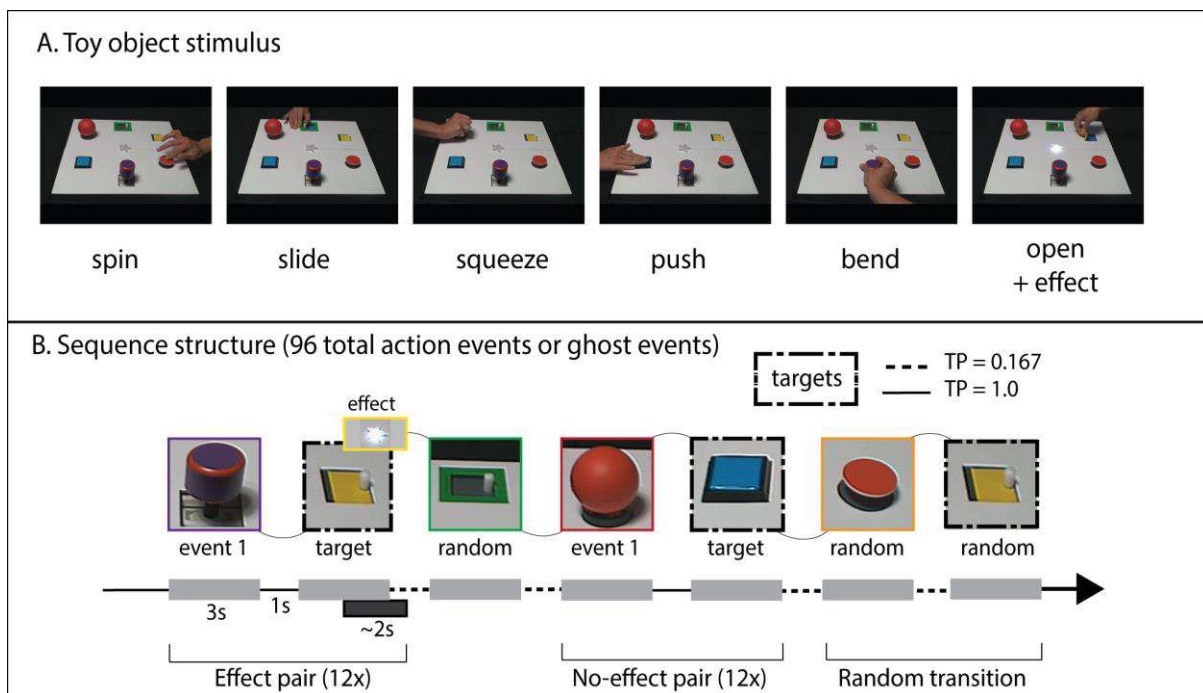 A. Toy object stimulus
spin slide squeeze push bend open
+ effect
B. Sequence structure (96 total action events or ghost events)
targets
TP = 0.167
TP = 1.0
effect
event 1 target random event 1 target random random
3s 1s ~2s
Effect pair (12x) No-effect pair (12x) Random transition